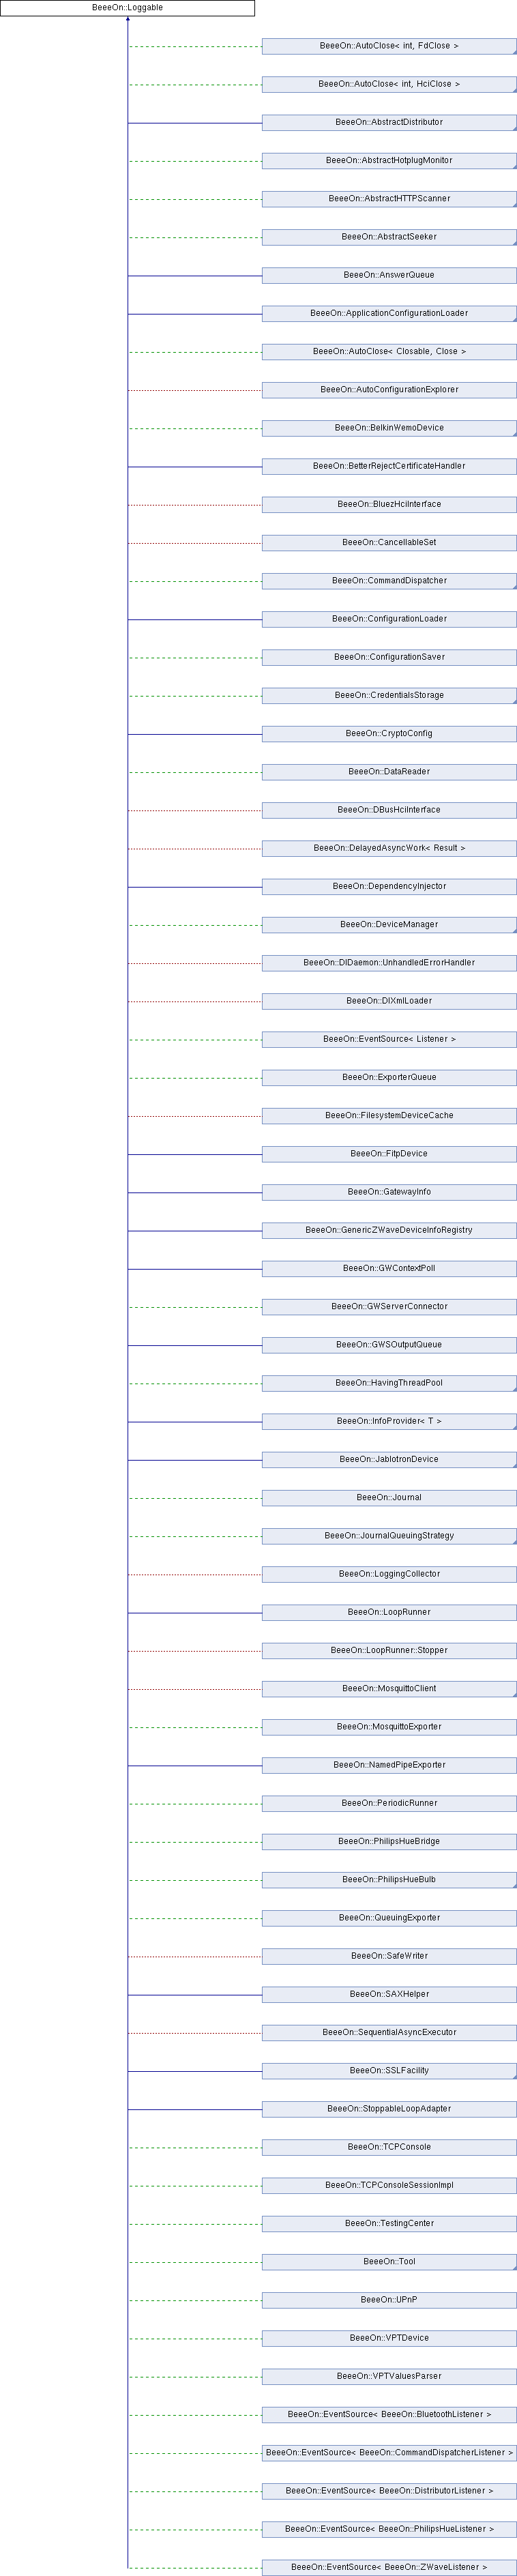 BeeeOn::Loggable
BeeeOn::AutoClose< int, FdClose >
BeeeOn::AutoClose< int, HciClose >
BeeeOn::AbstractDistributor
BeeeOn::AbstractHotplugMonitor
BeeeOn::AbstractHTTPScanner
BeeeOn::AbstractSeeker
BeeeOn::AnswerQueue
BeeeOn::ApplicationConfigurationLoader
BeeeOn::AutoClose< Closable, Close >
BeeeOn::AutoConfigurationExplorer
BeeeOn::BelkinWemoDevice
BeeeOn::BetterRejectCertificateHandler
BeeeOn::BluezHciInterface
BeeeOn::CancellableSet
BeeeOn::CommandDispatcher
BeeeOn::ConfigurationLoader
BeeeOn::ConfigurationSaver
BeeeOn::CredentialsStorage
BeeeOn::CryptoConfig
BeeeOn::DataReader
BeeeOn::DBusHciInterface
BeeeOn::DelayedAsyncWork< Result >
BeeeOn::DependencyInjector
BeeeOn::DeviceManager
BeeeOn::DIDaemon::UnhandledErrorHandler
BeeeOn::DIXmlLoader
BeeeOn::EventSource< Listener >
BeeeOn::ExporterQueue
BeeeOn::FilesystemDeviceCache
BeeeOn::FitpDevice
BeeeOn::GatewayInfo
BeeeOn::GenericZWaveDeviceInfoRegistry
BeeeOn::GWContextPoll
BeeeOn::GWServerConnector
BeeeOn::GWSOutputQueue
BeeeOn::HavingThreadPool
BeeeOn::InfoProvider< T >
BeeeOn::JablotronDevice
BeeeOn::Journal
BeeeOn::JournalQueuingStrategy
BeeeOn::LoggingCollector
BeeeOn::LoopRunner
BeeeOn::LoopRunner::Stopper
BeeeOn::MosquittoClient
BeeeOn::MosquittoExporter
BeeeOn::NamedPipeExporter
BeeeOn::PeriodicRunner
BeeeOn::PhilipsHueBridge
BeeeOn::PhilipsHueBulb
BeeeOn::QueuingExporter
BeeeOn::SafeWriter
BeeeOn::SAXHelper
BeeeOn::SequentialAsyncExecutor
BeeeOn::SSLFacility
BeeeOn::StoppableLoopAdapter
BeeeOn::TCPConsole
BeeeOn::TCPConsoleSessionImpl
BeeeOn::TestingCenter
BeeeOn::Tool
BeeeOn::UPnP
BeeeOn::VPTDevice
BeeeOn::VPTValuesParser
BeeeOn::EventSource< BeeeOn::BluetoothListener >
BeeeOn::EventSource< BeeeOn::CommandDispatcherListener >
BeeeOn::EventSource< BeeeOn::DistributorListener >
BeeeOn::EventSource< BeeeOn::PhilipsHueListener >
BeeeOn::EventSource< BeeeOn::ZWaveListener >